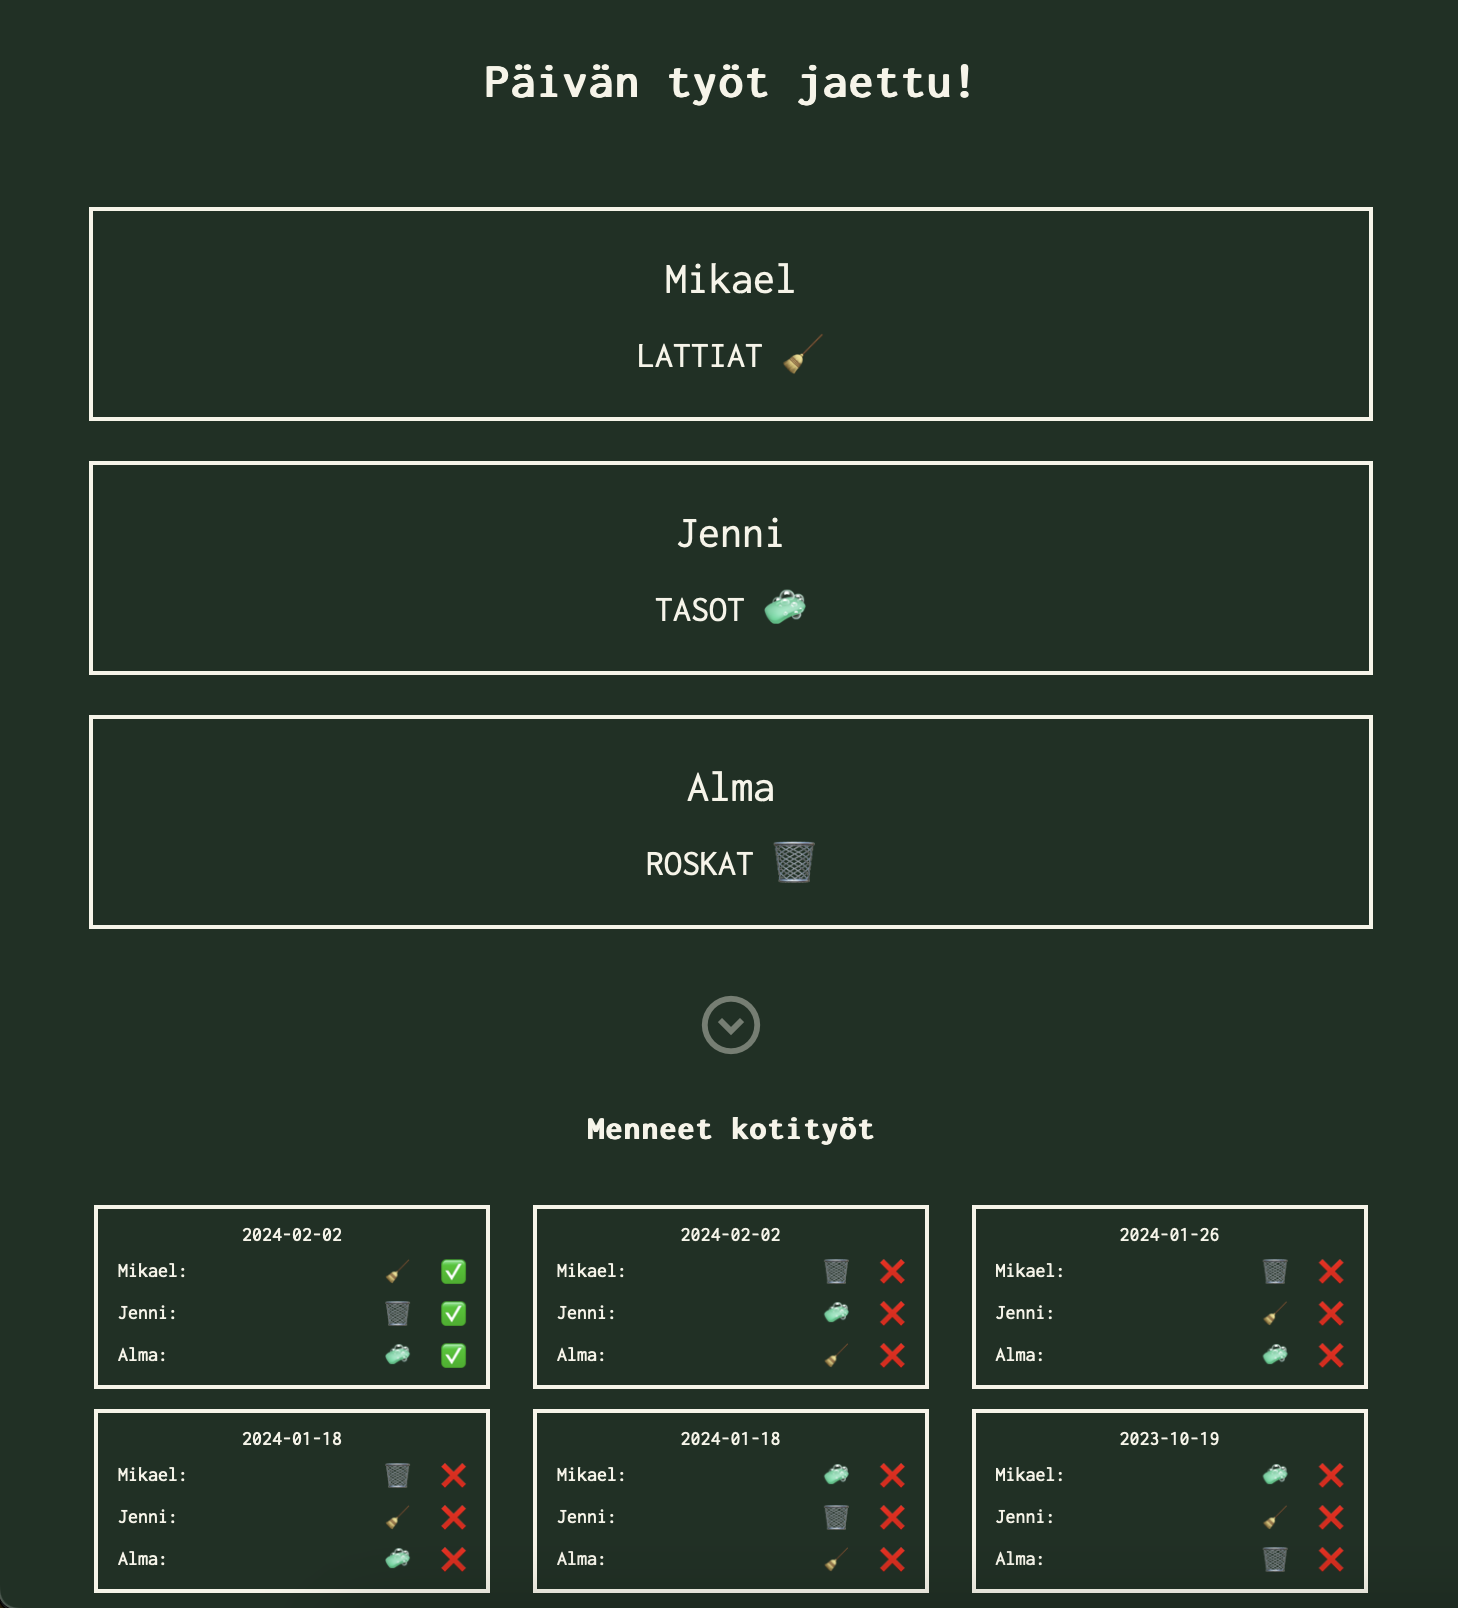 Päivän työt jaettu!
Mikael
LATTIAT 🧹
Jenni
TASOT 🧼
Alma
ROSKAT 🗑️
Menneet kotityöt
2024-02-02
Mikael: 🧹 ✅
Jenni: 🗑️ ✅
Alma: 🧼 ✅
2024-02-02
Mikael: 🗑️ ❌
Jenni: 🧼 ❌
Alma: 🧹 ❌
2024-01-26
Mikael: 🗑️ ❌
Jenni: 🧹 ❌
Alma: 🧼 ❌
2024-01-18
Mikael: 🗑️ ❌
Jenni: 🧹 ❌
Alma: 🧼 ❌
2024-01-18
Mikael: 🧼 ❌
Jenni: 🗑️ ❌
Alma: 🧹 ❌
2023-10-19
Mikael: 🧼 ❌
Jenni: 🧹 ❌
Alma: 🗑️ ❌